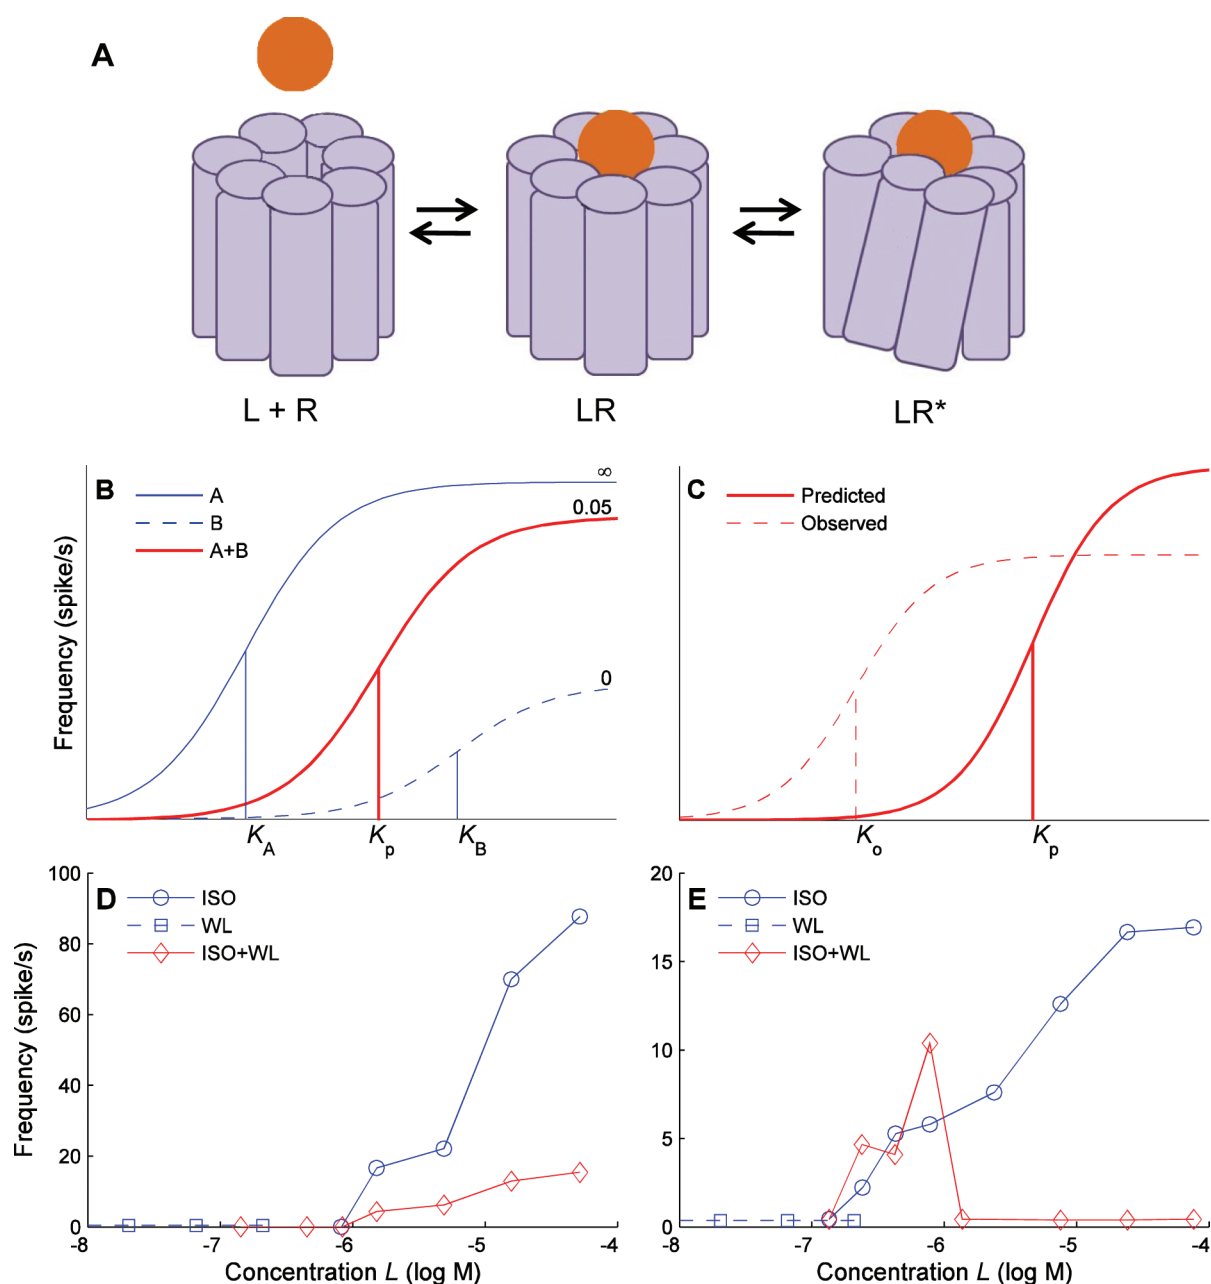 A
L + R
LR
LR*
B
A
B
A+B
∞
0.05
0
Frequency (spike/s)
K_A
K_p
K_B
C
Predicted
Observed
K_o
K_p
D
ISO
WL
ISO+WL
100
80
60
40
20
0
Frequency (spike/s)
-8
-7
-6
-5
-4
Concentration L (log M)
E
ISO
WL
ISO+WL
20
15
10
5
0
-8
-7
-6
-5
-4
Concentration L (log M)